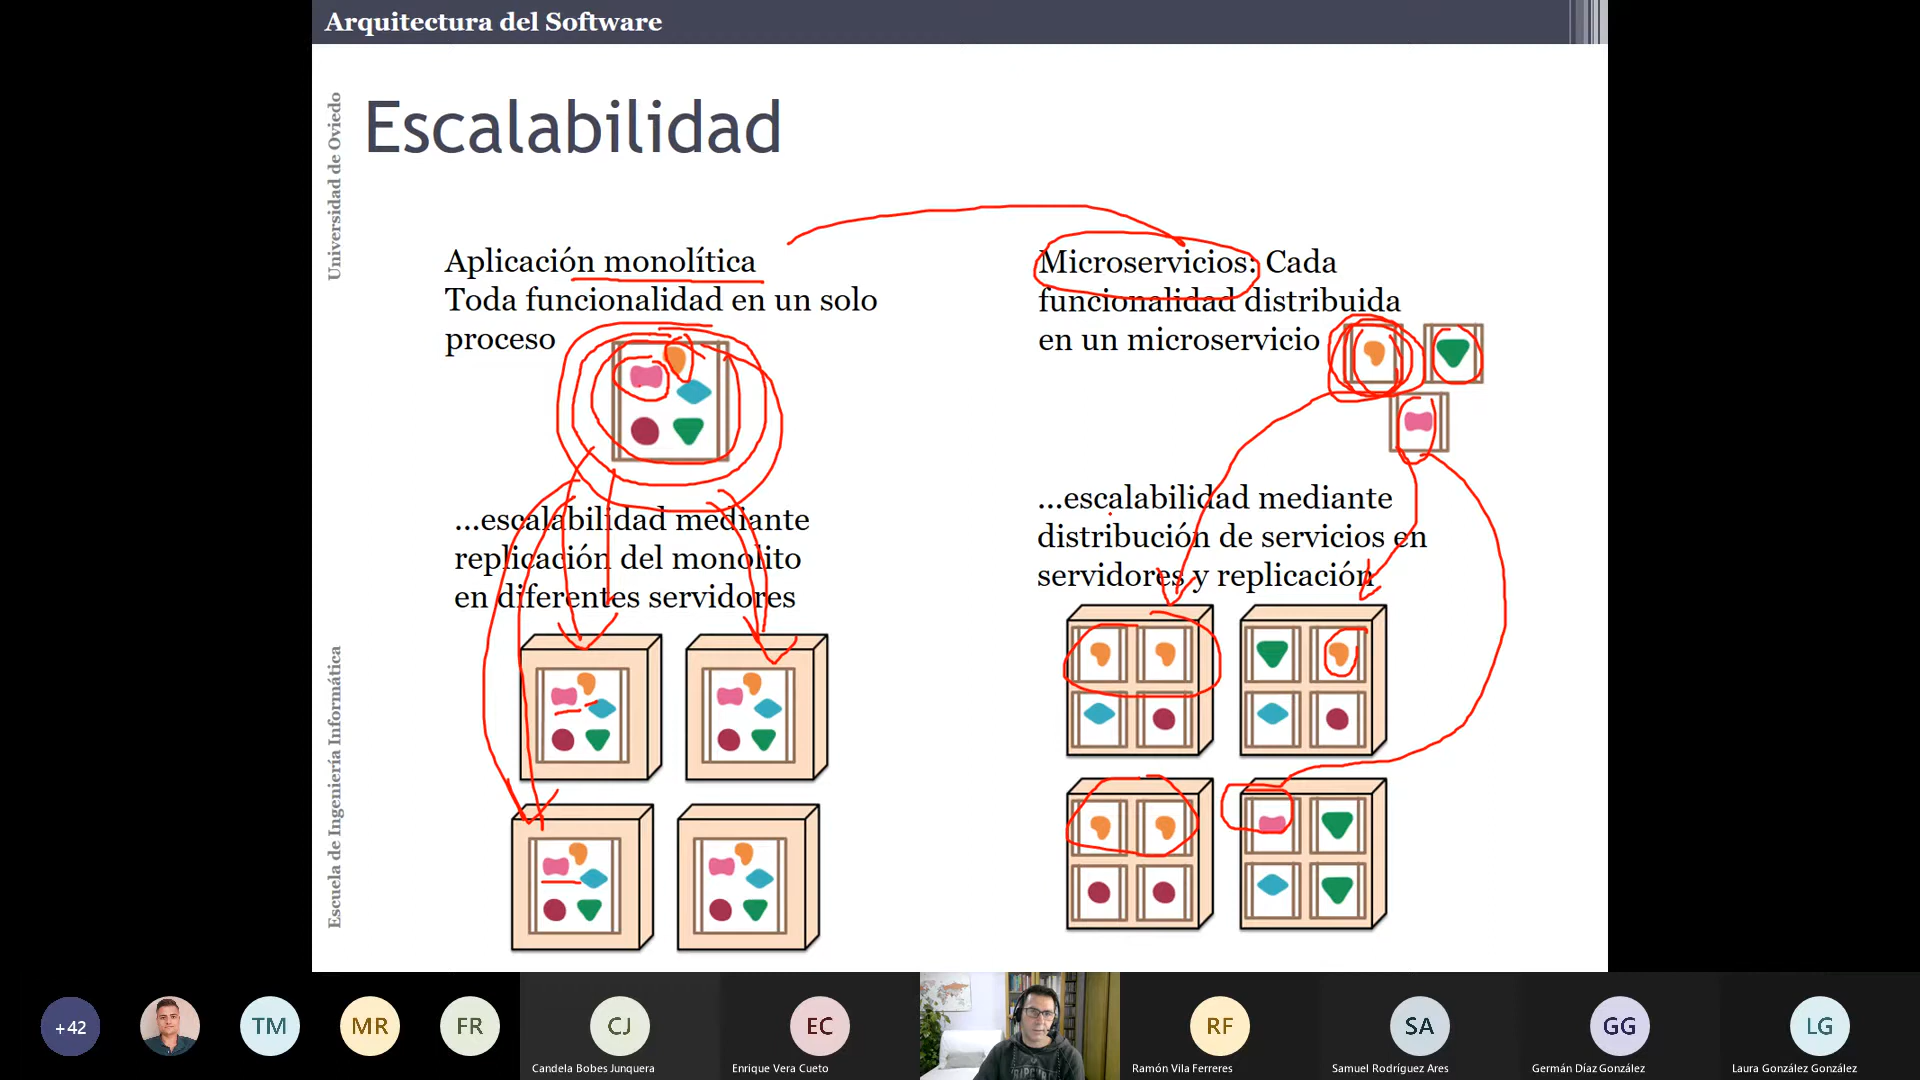 Arquitectura del Software
Universidad de Oviedo
Escuela de Ingeniería Informática
Escalabilidad
Aplicación monolítica
Toda funcionalidad en un solo
proceso
...escalabilidad mediante
replicación del monolito
en diferentes servidores
Microservicios: Cada
funcionalidad distribuida
en un microservicio
...escalabilidad mediante
distribución de servicios en
servidores y replicación
+42
TM
MR
FR
CJ
Candela Bobes Junquera
EC
Enrique Vera Cueto
RF
Ramón Vila Ferreres
SA
Samuel Rodríguez Ares
GG
Germán Díaz González
LG
Laura González González